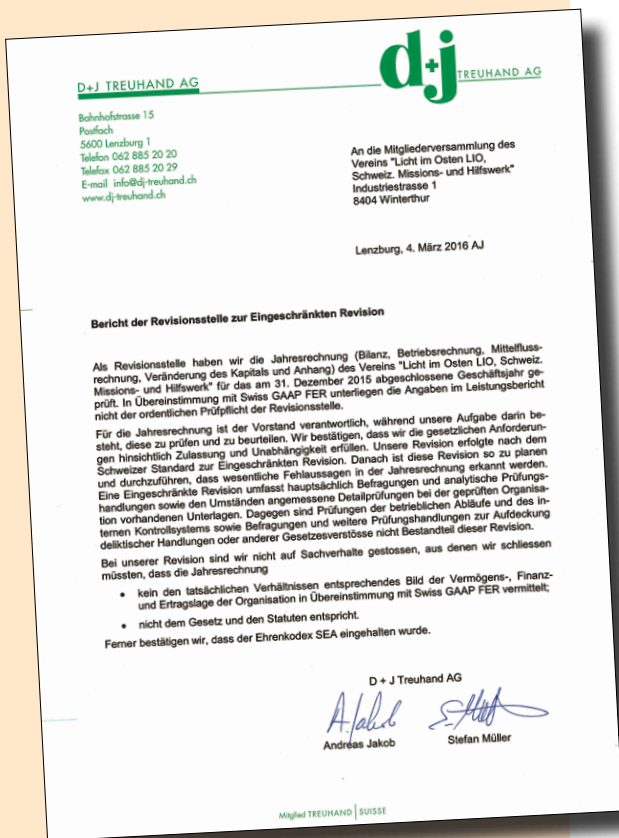 D+J TREUHAND AG
d+j
TREUHAND AG
Bahnhofstrasse 15
Postfach
5600 Lenzburg 1
Telefon 062 885 20 20
Telefax 062 885 20 29
E-mail info@dj-treuhand.ch
www.dj-treuhand.ch
An die Mitgliederversammlung des
Vereins "Licht im Osten LIO,
Schweiz. Missions- und Hilfswerk"
Industriestrasse 1
8404 Winterthur
Lenzburg, 4. März 2016 AJ
Bericht der Revisionsstelle zur Eingeschränkten Revision
Als Revisionsstelle haben wir die Jahresrechnung (Bilanz, Betriebsrechnung, Mittelfluss-
rechnung, Veränderung des Kapitals und Anhang) des Vereins "Licht im Osten LIO, Schweiz.
Missions- und Hilfswerk" für das am 31. Dezember 2015 abgeschlossene Geschäftsjahr ge-
prüft. In Übereinstimmung mit Swiss GAAP FER unterliegen die Angaben im Leistungsbericht
nicht der ordentlichen Prüfpflicht der Revisionsstelle.
Für die Jahresrechnung ist der Vorstand verantwortlich, während unsere Aufgabe darin be-
steht, diese zu prüfen und zu beurteilen. Wir bestätigen, dass wir die gesetzlichen Anforderun-
gen hinsichtlich Zulassung und Unabhängigkeit erfüllen. Unsere Revision erfolgte nach dem
Schweizer Standard zur Eingeschränkten Revision. Danach ist diese Revision so zu planen
und durchzuführen, dass wesentliche Fehlaussagen in der Jahresrechnung erkannt werden.
Eine Eingeschränkte Revision umfasst hauptsächlich Befragungen und analytische Prüfungs-
handlungen sowie den Umständen angemessene Detailprüfungen bei der geprüften Organisa-
tion vorhandenen Unterlagen. Dagegen sind Prüfungen der betrieblichen Abläufe und des in-
ternen Kontrollsystems sowie Befragungen und weitere Prüfungshandlungen zur Aufdeckung
deliktischer Handlungen oder anderer Gesetzesverstösse nicht Bestandteil dieser Revision.
Bei unserer Revision sind wir nicht auf Sachverhalte gestossen, aus denen wir schliessen
müssten, dass die Jahresrechnung
• kein den tatsächlichen Verhältnissen entsprechendes Bild der Vermögens-, Finanz-
und Ertragslage der Organisation in Übereinstimmung mit Swiss GAAP FER vermittelt;
• nicht dem Gesetz und den Statuten entspricht.
Ferner bestätigen wir, dass der Ehrenkodex SEA eingehalten wurde.
D + J Treuhand AG
A. Jakob
Andreas Jakob
Stefan Müller
Mitglied TREUHAND | SUISSE